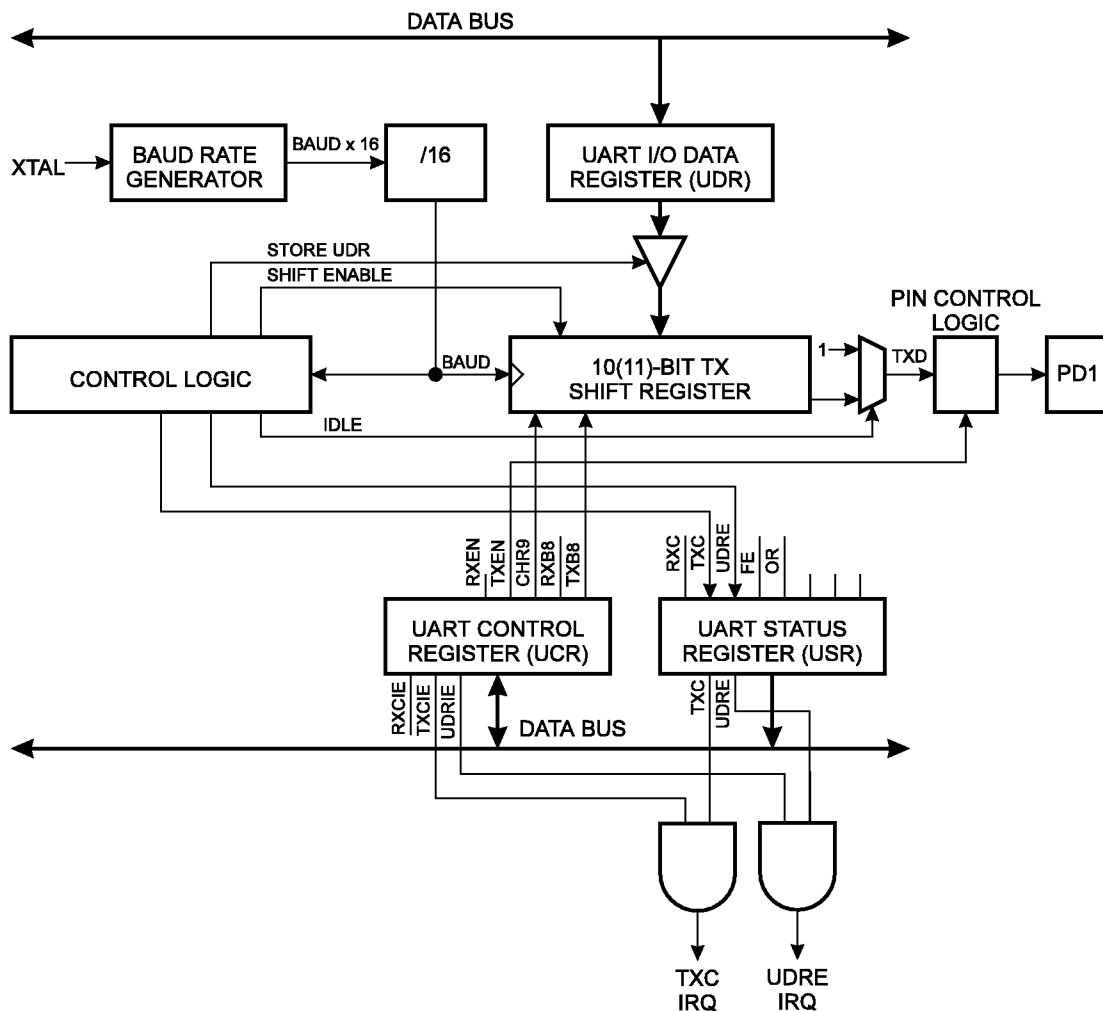 DATA BUS
XTAL
BAUD RATE
GENERATOR
BAUD x 16
/16
UART I/O DATA
REGISTER (UDR)
STORE UDR
SHIFT ENABLE
PIN CONTROL
LOGIC
CONTROL LOGIC
BAUD
10(11)-BIT TX
SHIFT REGISTER
1
TXD
PD1
IDLE
RXEN
TXEN
CHR9
RXB8
TXB8
RXC
TXC
UDRE
FE
OR
UART CONTROL
REGISTER (UCR)
UART STATUS
REGISTER (USR)
RXCIE
TXCIE
UDRIE
TXC
UDRE
DATA BUS
TXC
IRQ
UDRE
IRQ